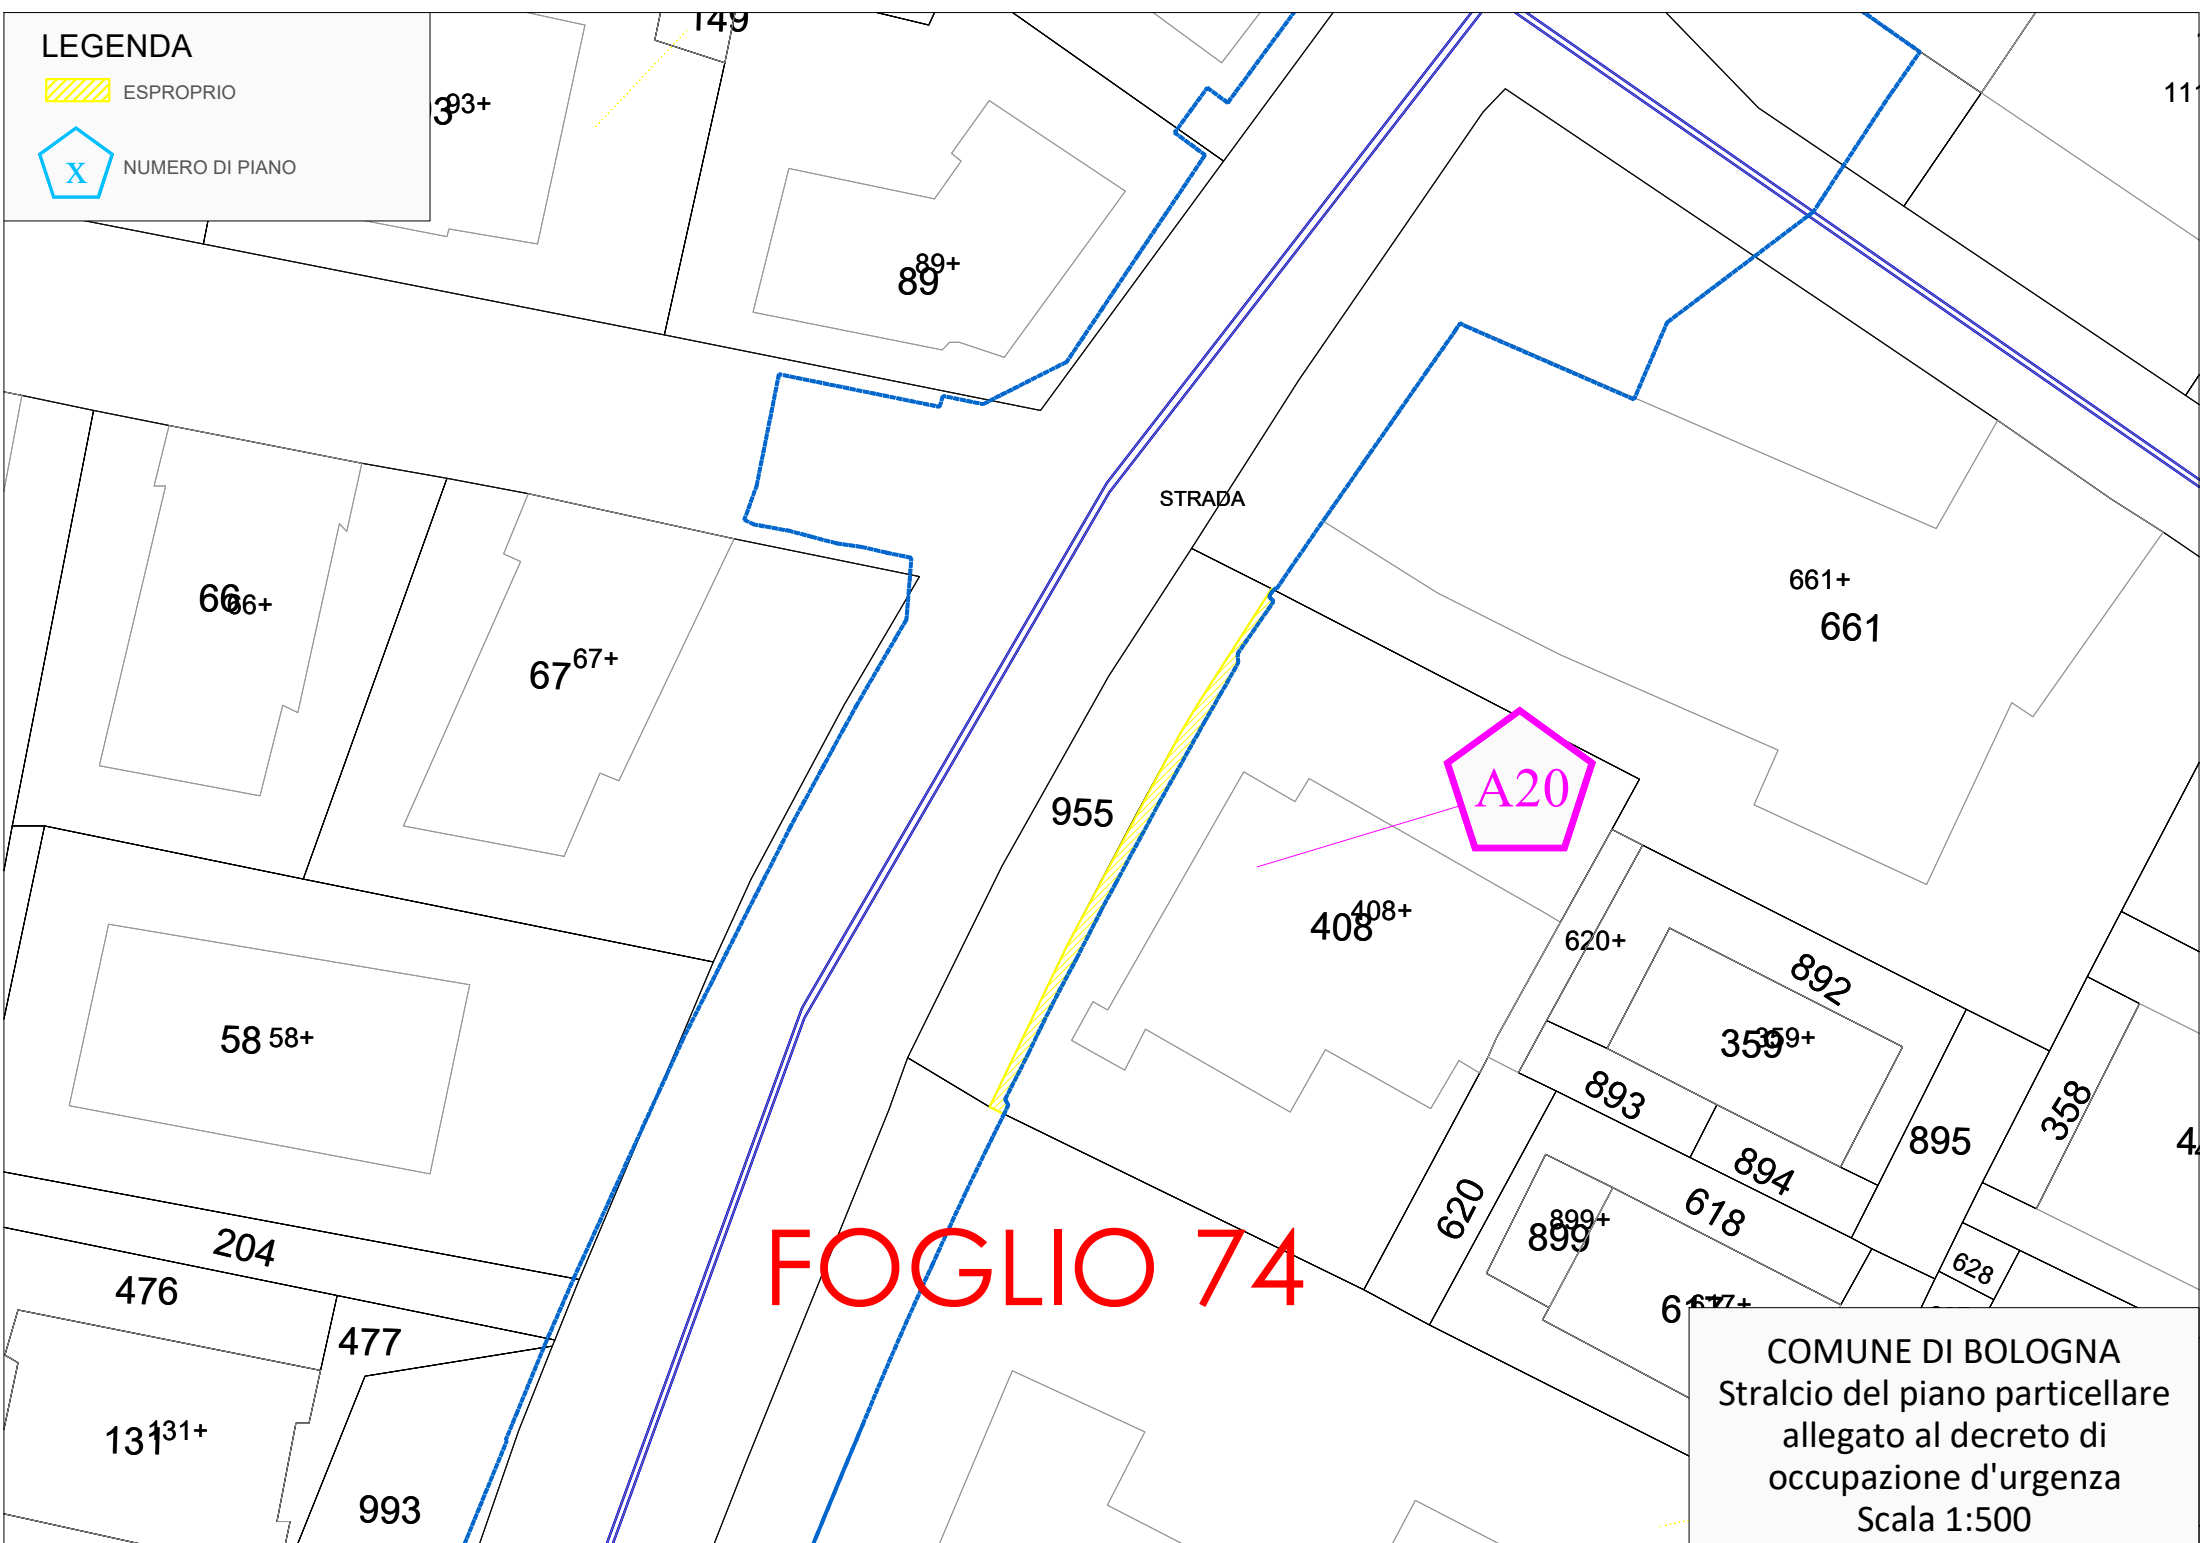 LEGENDA
ESPROPRIO
x
NUMERO DI PIANO
149
93+
89+
89
STRADA
66
66+
67
67+
661+
661
A20
955
408
408+
620+
892
359
359+
58
58+
893
358
895
894
620
618
899+
899
204
628
476
617+
477
FOGLIO 74
131
131+
993
COMUNE DI BOLOGNA
Stralcio del piano particellare
allegato al decreto di
occupazione d'urgenza
Scala 1:500